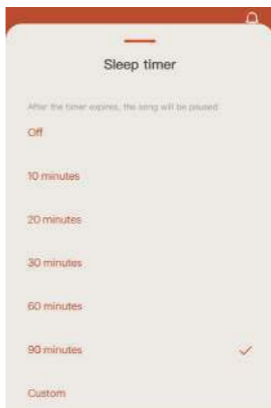 Sleep timer
After the timer expires, the song will be paused
Off
10 minutes
20 minutes
30 minutes
60 minutes
90 minutes
Custom